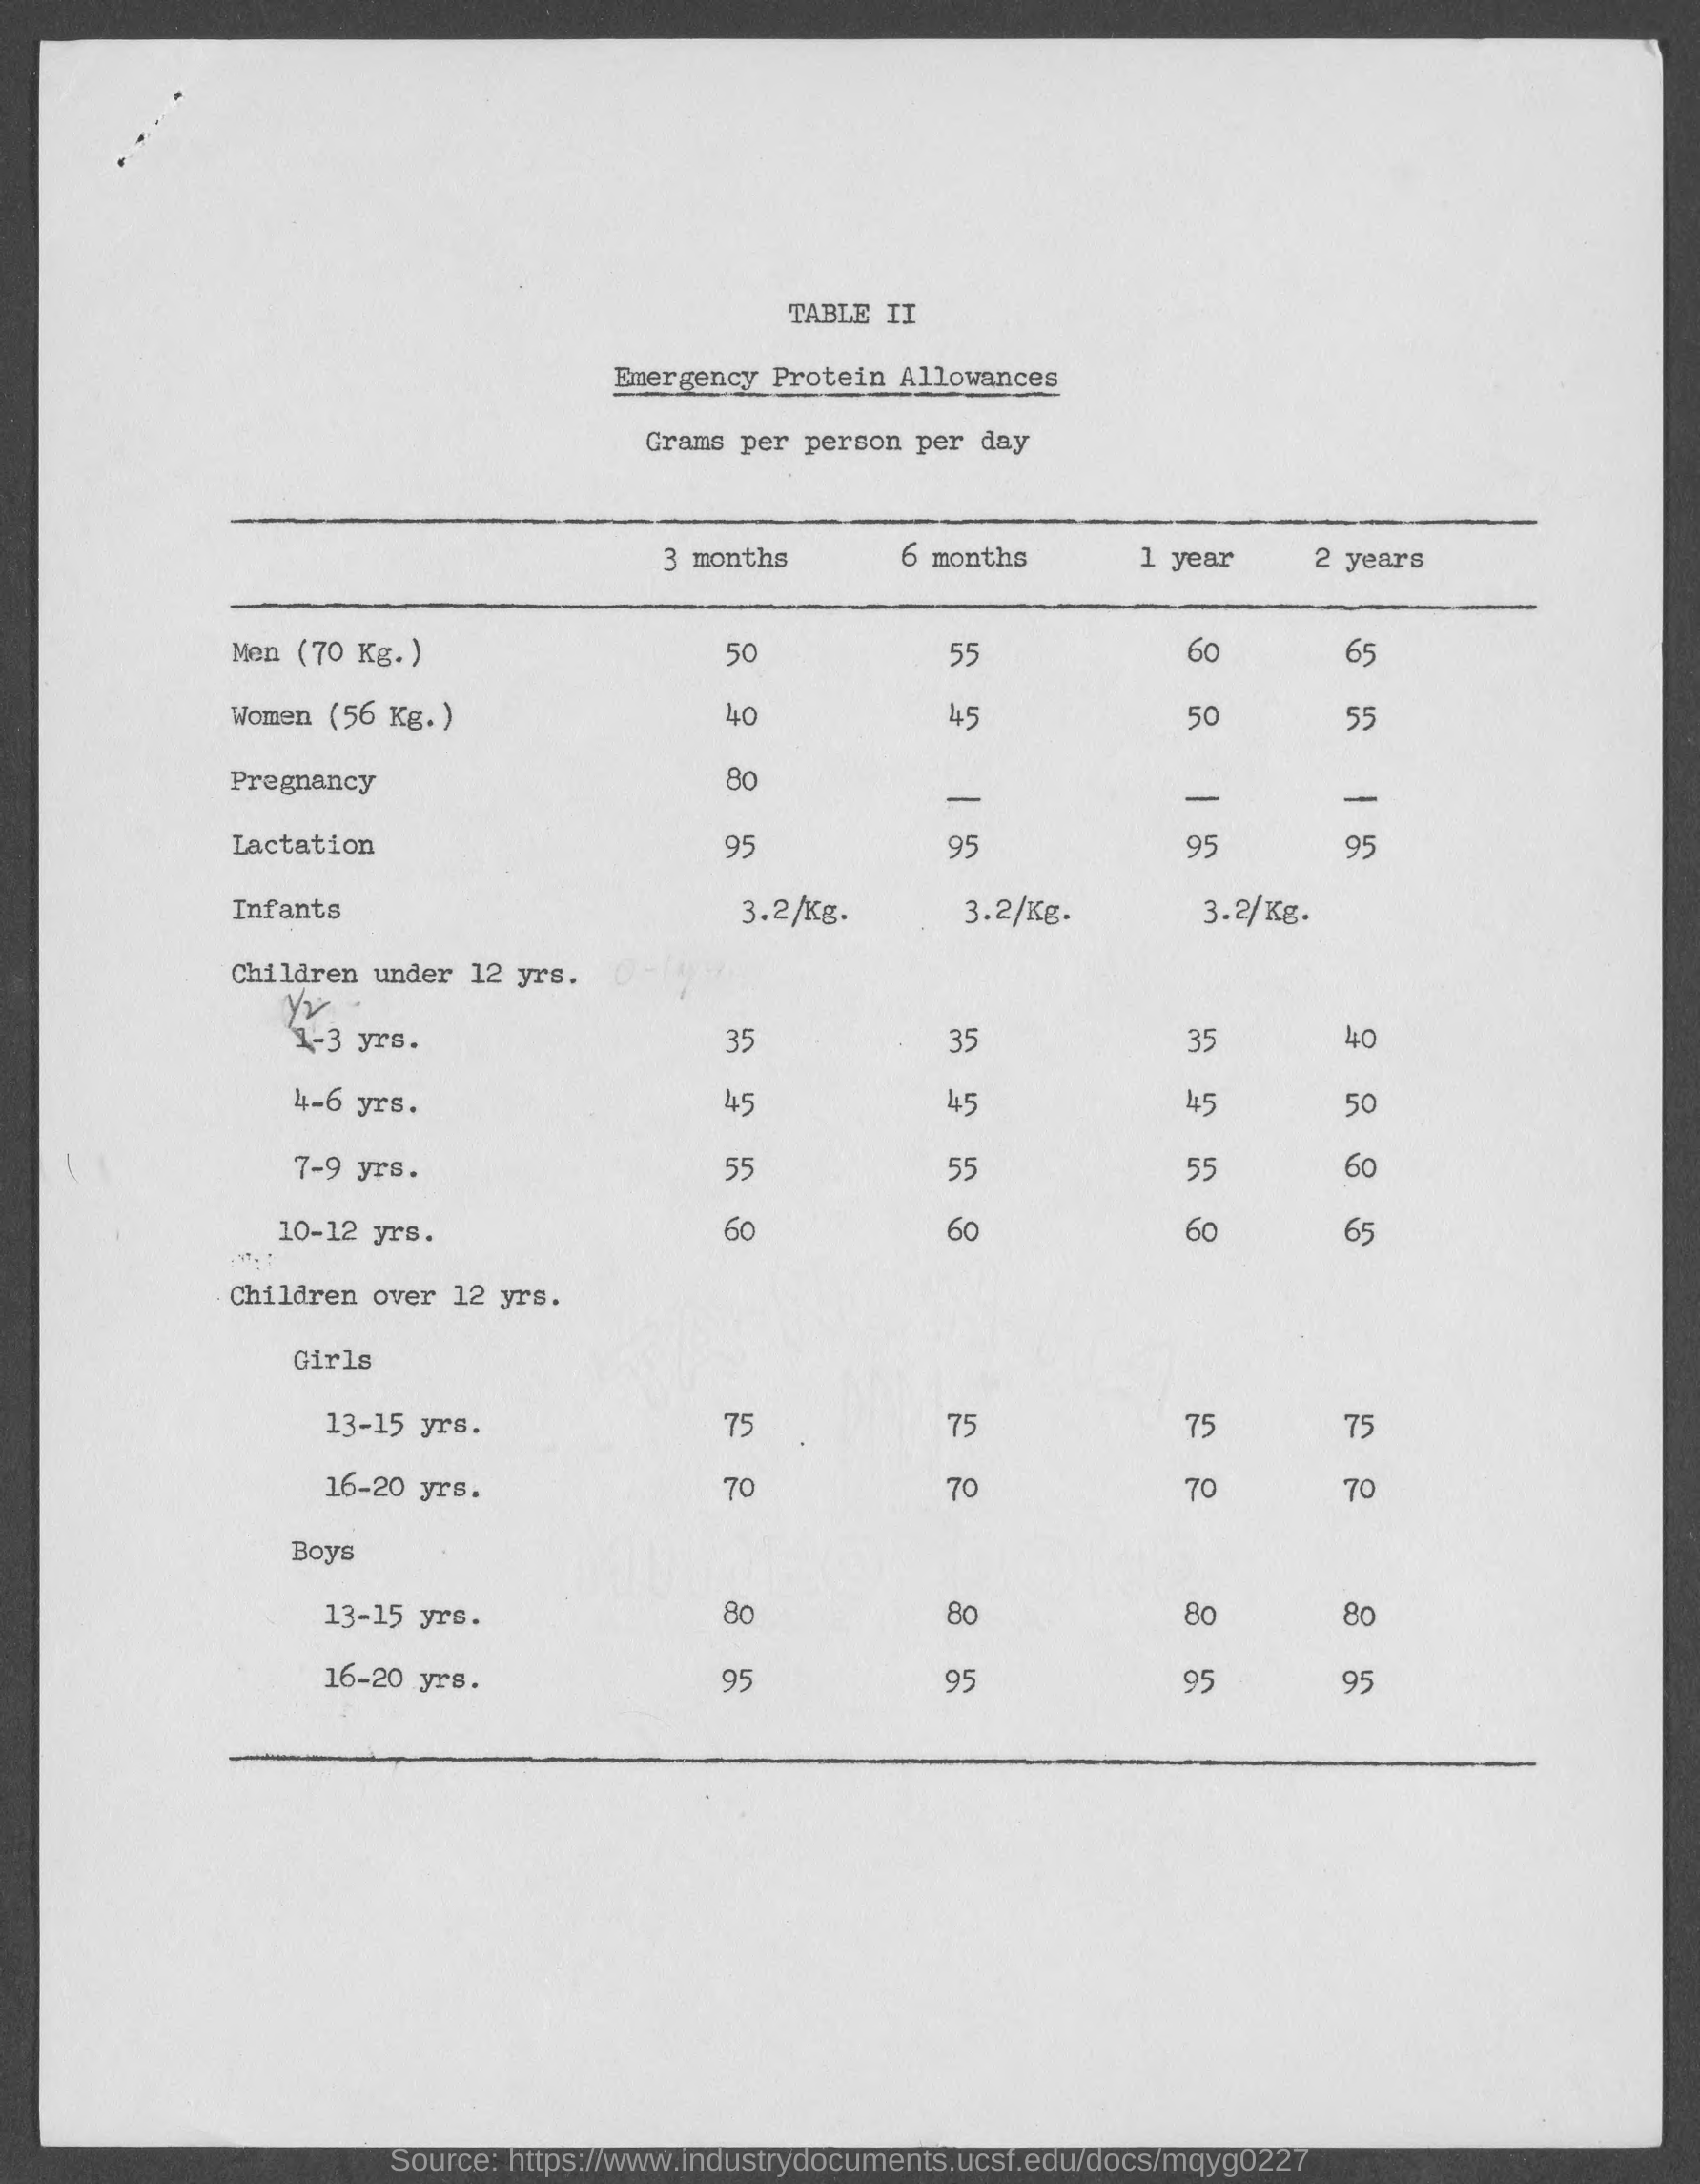 TABLE II
Emergency Protein Allowances
Grams per person per day
3 months 6 months 1 year 2 years
Men (70 Kg.) 50 55 60 65
Women (56 Kg.) 40 45 50 55
Pregnancy 80 — — —
Lactation 95 95 95 95
Infants 3.2/Kg. 3.2/Kg. 3.2/Kg.
Children under 12 yrs.
1/2
1-3 yrs. 35 35 35 40
4-6 yrs. 45 45 45 50
7-9 yrs. 55 55 55 60
10-12 yrs. 60 60 60 65
Children over 12 yrs.
Girls
13-15 yrs. 75 75 75 75
16-20 yrs. 70 70 70 70
Boys
13-15 yrs. 80 80 80 80
16-20 yrs. 95 95 95 95
Source: https://www.industrydocuments.ucsf.edu/docs/mqyg0227